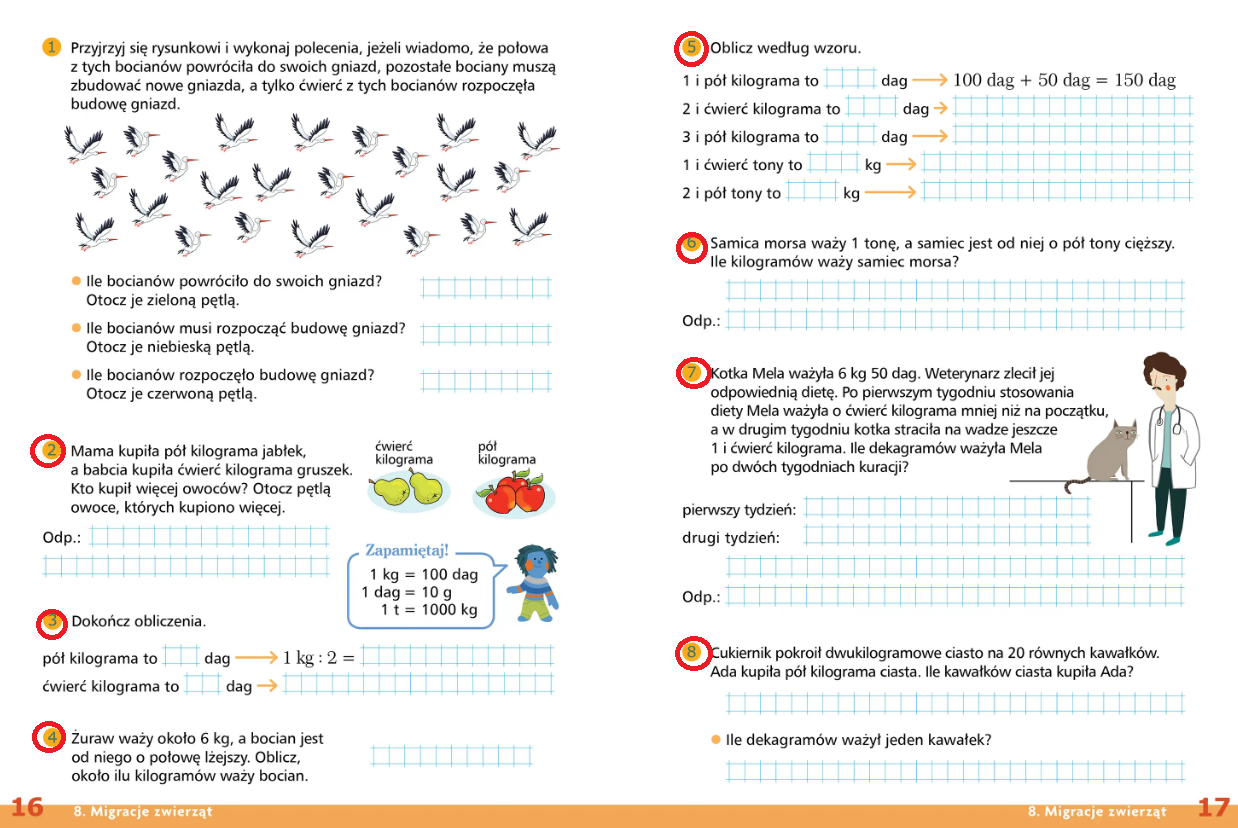 1 Przyjrzyj się rysunkowi i wykonaj polecenia, jeżeli wiadomo, że połowa
z tych bocianów powróciła do swoich gniazd, pozostałe bociany muszą
zbudować nowe gniazda, a tylko ćwierć z tych bocianów rozpoczęła
budowę gniazd.
Ile bocianów powróciło do swoich gniazd?
Otocz je zieloną pętlą.
Ile bocianów musi rozpocząć budowę gniazd?
Otocz je niebieską pętlą.
Ile bocianów rozpoczęło budowę gniazd?
Otocz je czerwoną pętlą.
2 Mama kupiła pół kilograma jabłek,
a babcia kupiła ćwierć kilograma gruszek.
Kto kupił więcej owoców? Otocz pętlą
owoce, których kupiono więcej.
ćwierć
kilograma
pół
kilograma
Odp.:
Zapamiętaj!
1 kg = 100 dag
1 dag = 10 g
1 t = 1000 kg
3 Dokończ obliczenia.
pół kilograma to dag → 1 kg : 2 =
ćwierć kilograma to dag →
4 Żuraw waży około 6 kg, a bocian jest
od niego o połowę lżejszy. Oblicz,
około ilu kilogramów waży bocian.
16 8. Migracje zwierząt
5 Oblicz według wzoru.
1 i pół kilograma to dag → 100 dag + 50 dag = 150 dag
2 i ćwierć kilograma to dag →
3 i pół kilograma to dag →
1 i ćwierć tony to kg →
2 i pół tony to kg →
6 Samica morsa waży 1 tonę, a samiec jest od niej o pół tony cięższy.
Ile kilogramów waży samiec morsa?
Odp.:
7 Kotka Mela ważyła 6 kg 50 dag. Weterynarz zlecił jej
odpowiednią dietę. Po pierwszym tygodniu stosowania
diety Mela ważyła o ćwierć kilograma mniej niż na początku,
a w drugim tygodniu kotka straciła na wadze jeszcze
1 i ćwierć kilograma. Ile dekagramów ważyła Mela
po dwóch tygodniach kuracji?
pierwszy tydzień:
drugi tydzień:
Odp.:
8 Cukiernik pokroił dwukilogramowe ciasto na 20 równych kawałków.
Ada kupiła pół kilograma ciasta. Ile kawałków ciasta kupiła Ada?
Ile dekagramów ważył jeden kawałek?
8. Migracje zwierząt 17